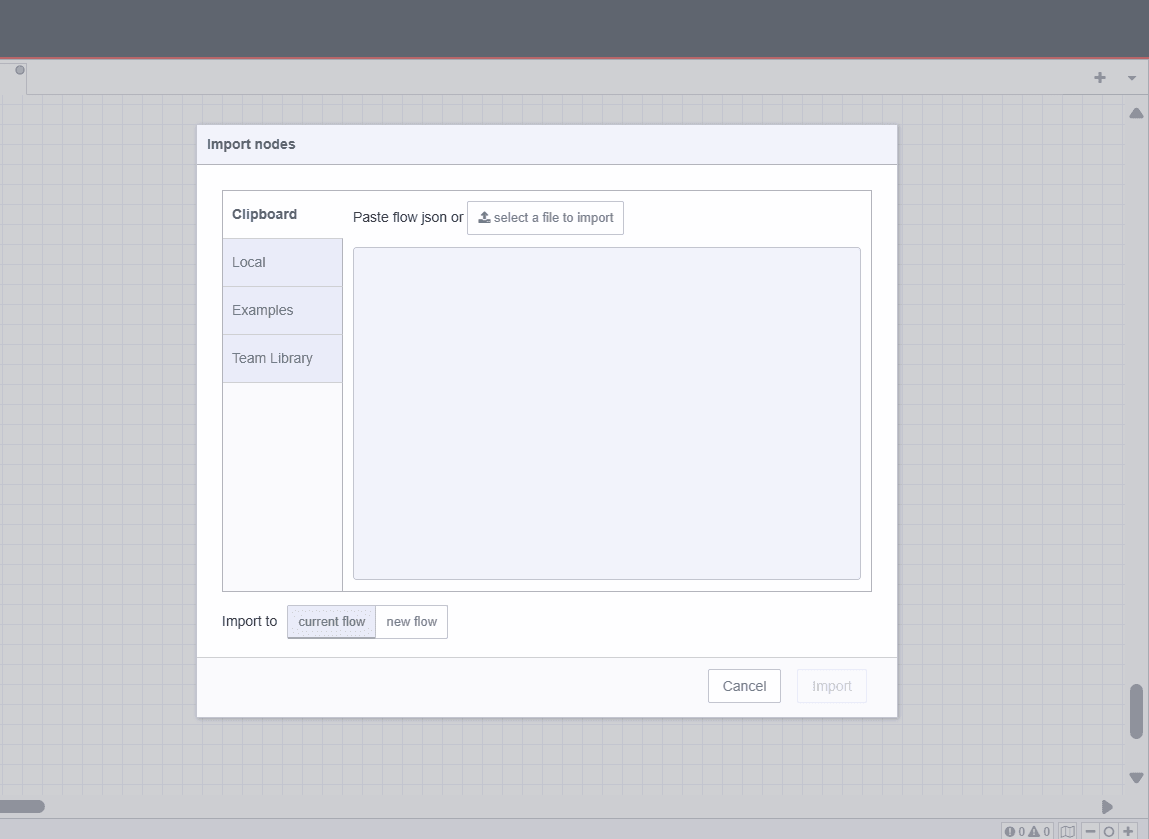 Import nodes
Clipboard
Paste flow json or select a file to import
Local
Examples
Team Library
Import to current flow new flow
Cancel Import
0 0